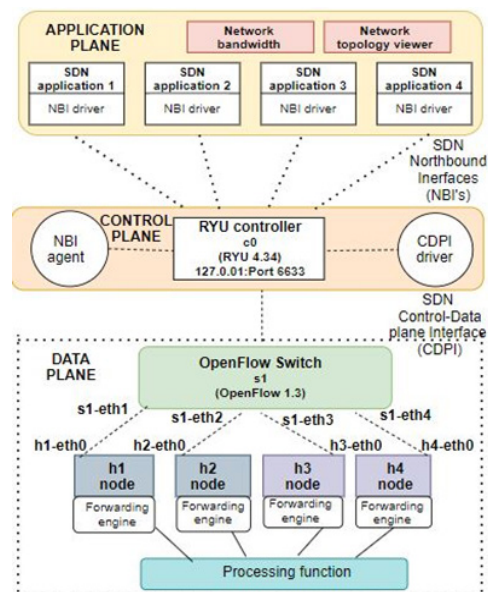 APPLICATION
PLANE
Network
bandwidth
Network
topology viewer
SDN
application 1
NBI driver
SDN
application 2
NBI driver
SDN
application 3
NBI driver
SDN
application 4
NBI driver
SDN
Northbound
Inerfaces
(NBI's)
CONTROL
PLANE
NBI
agent
RYU controller
c0
(RYU 4.34)
127.0.01:Port 6633
CDPI
driver
SDN
Control-Data
plane Interface
(CDPI)
DATA
PLANE
OpenFlow Switch
s1
(OpenFlow 1.3)
s1-eth1
s1-eth2
s1-eth3
s1-eth4
h1-eth0
h2-eth0
h3-eth0
h4-eth0
h1
node
Forwarding
engine
h2
node
Forwarding
engine
h3
node
Forwarding
engine
h4
node
Forwarding
engine
Processing function